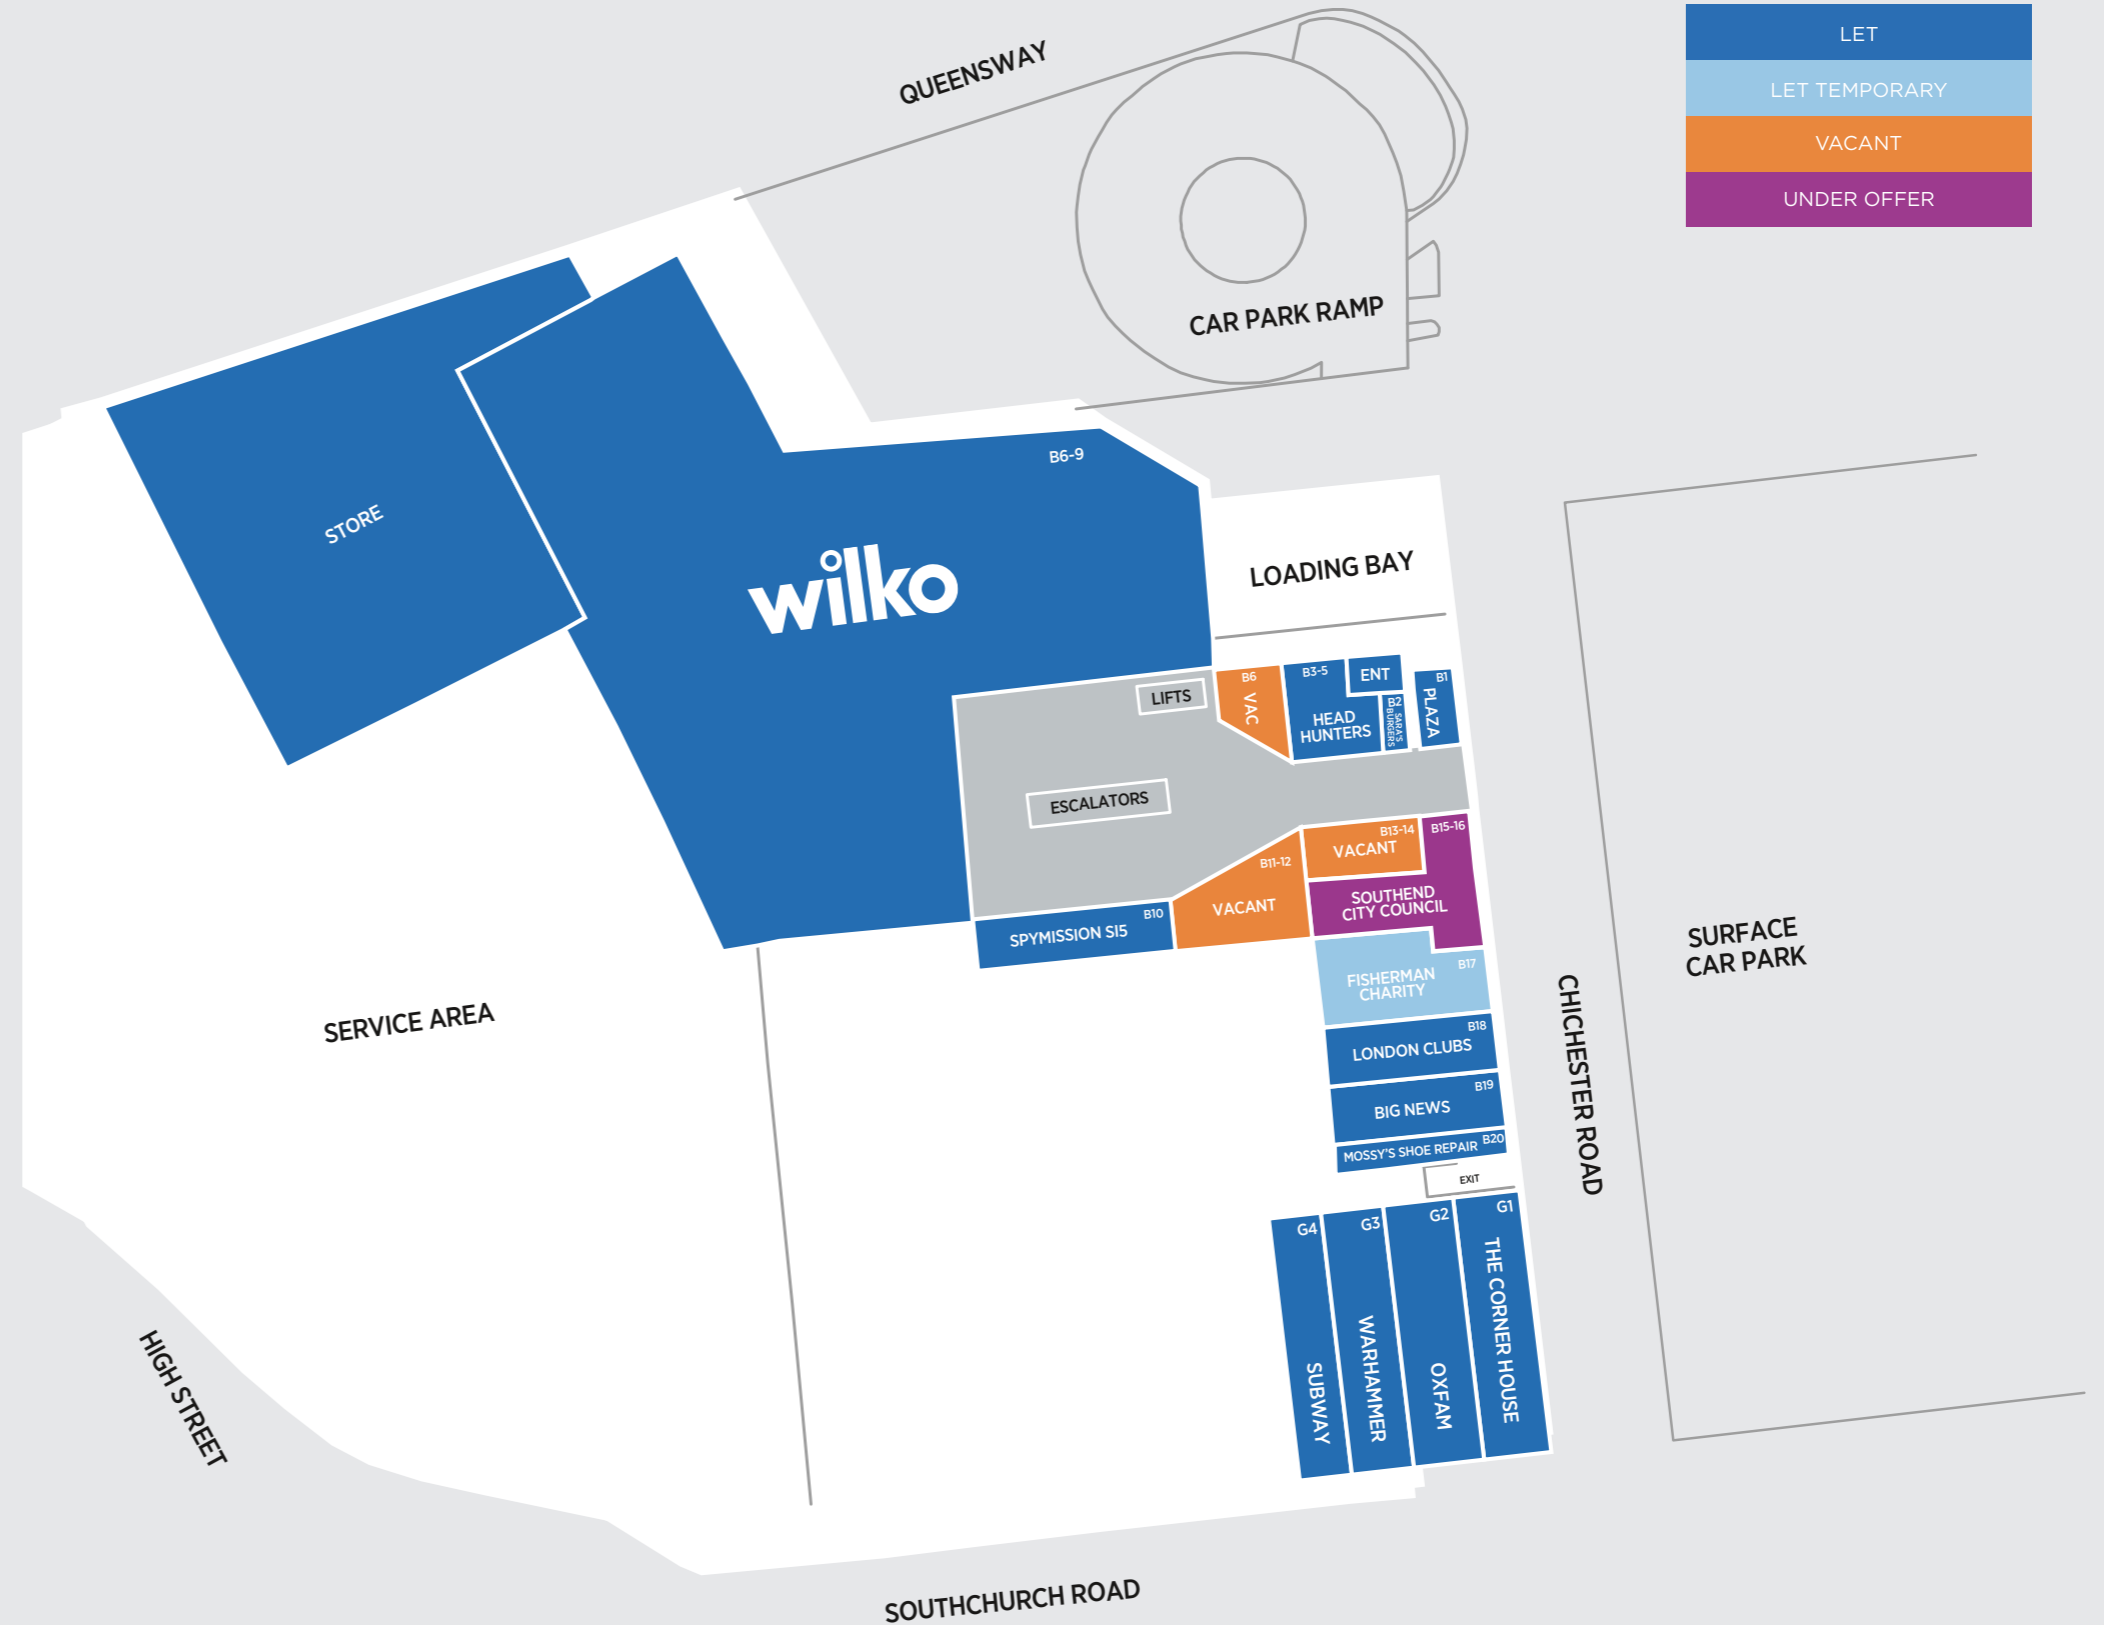 LET
LET TEMPORARY
VACANT
UNDER OFFER
QUEENSWAY
CAR PARK RAMP
B6-9
STORE
wilko
LOADING BAY
LIFTS
B6
VAC
B3-5
HEAD
HUNTERS
ENT
B2
SARA'S
BURGERS
B1
PLAZA
ESCALATORS
B13-14
VACANT
B15-16
SOUTHEND
CITY COUNCIL
B11-12
VACANT
B10
SPYMISSION SI5
B17
FISHERMAN
CHARITY
B18
LONDON CLUBS
B19
BIG NEWS
B20
MOSSY'S SHOE REPAIR
EXIT
G4
SUBWAY
G3
WARHAMMER
G2
OXFAM
G1
THE CORNER HOUSE
SURFACE
CAR PARK
CHICHESTER ROAD
SERVICE AREA
HIGH STREET
SOUTHCHURCH ROAD